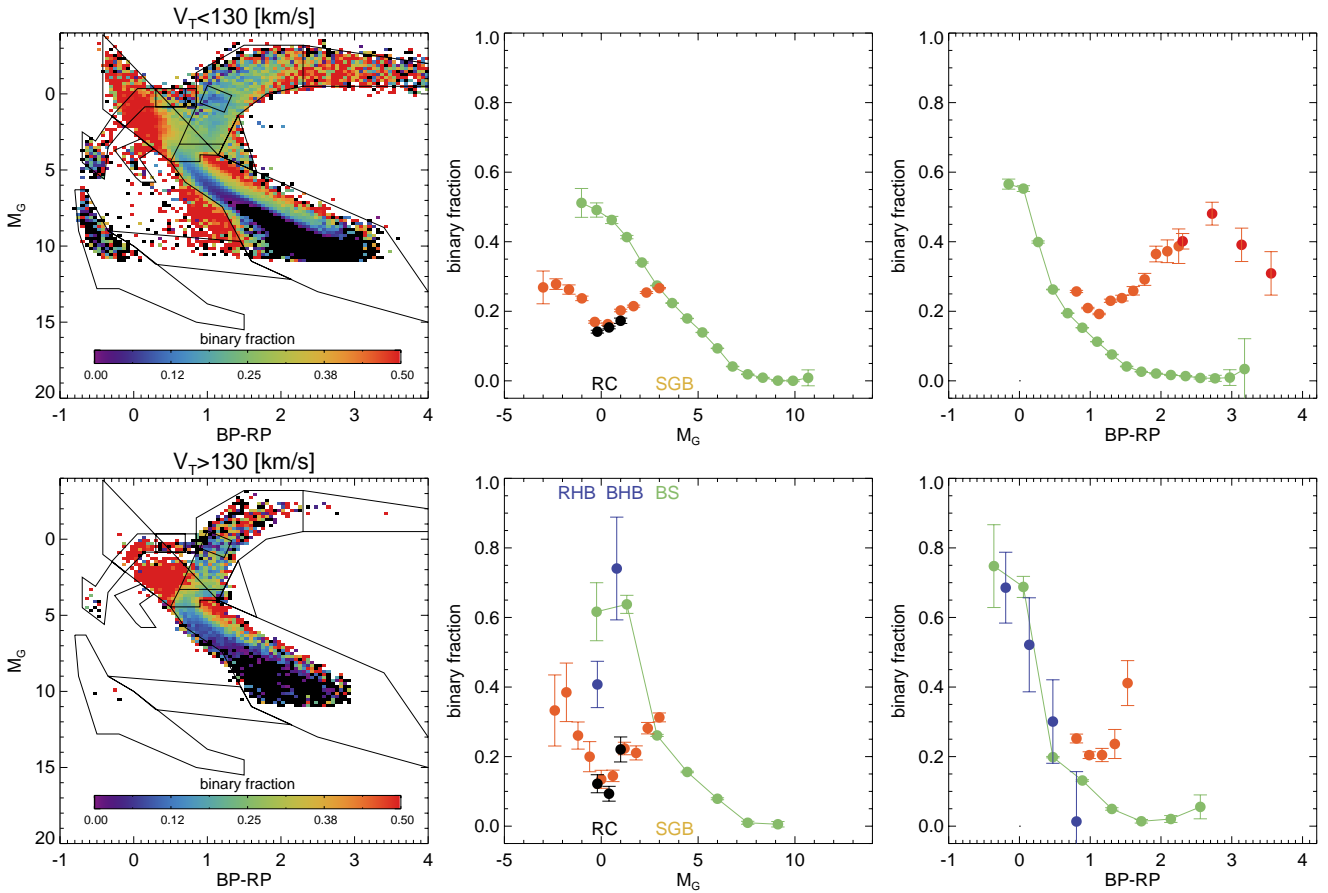 V_T<130 [km/s]
M_G
0
5
10
15
20
binary fraction
0.00 0.12 0.25 0.38 0.50
-1 0 1 2 3 4
BP-RP
binary fraction
1.0
0.8
0.6
0.4
0.2
0.0
RC SGB
-5 0 5 10
M_G
binary fraction
1.0
0.8
0.6
0.4
0.2
0.0
-1 0 1 2 3 4
BP-RP
V_T>130 [km/s]
M_G
0
5
10
15
20
binary fraction
0.00 0.12 0.25 0.38 0.50
-1 0 1 2 3 4
BP-RP
binary fraction
1.0
0.8
0.6
0.4
0.2
0.0
RHB BHB BS
RC SGB
-5 0 5 10
M_G
binary fraction
1.0
0.8
0.6
0.4
0.2
0.0
-1 0 1 2 3 4
BP-RP